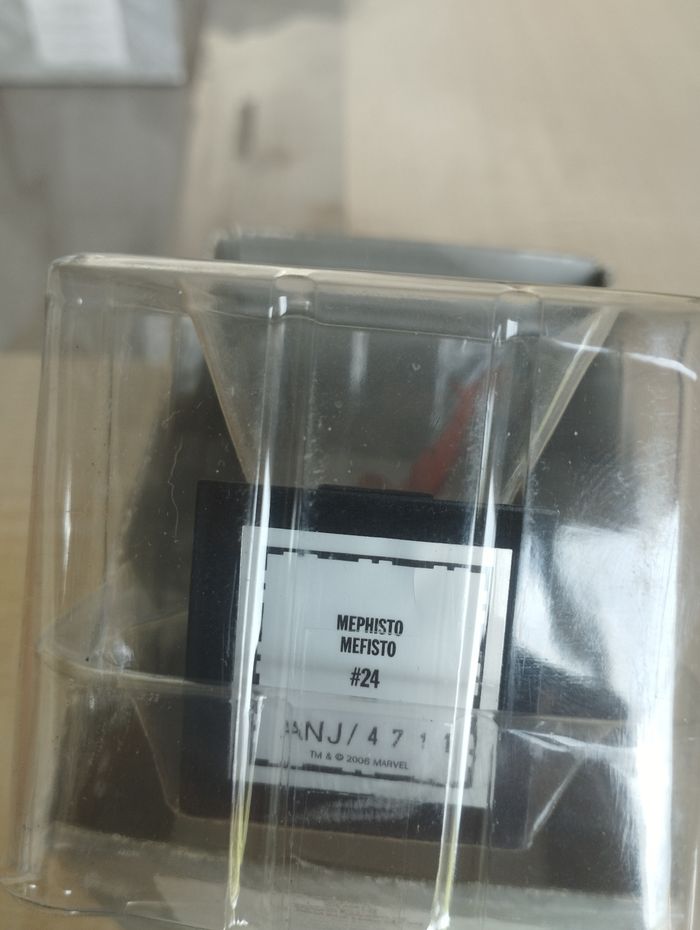 MEPHISTO
MEFISTO
#24
ANJ/4711
TM & © 2006 MARVEL